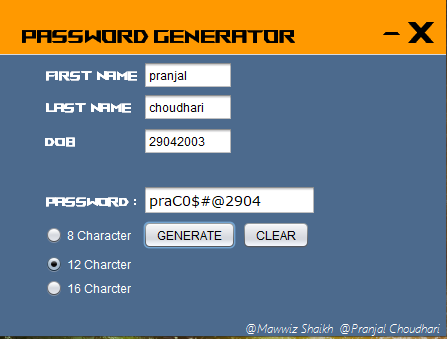 PASSWORD GENERATOR – X
FIRST NAME pranjal
LAST NAME choudhari
DOB 29042003
PASSWORD : praC0$#@2904
8 Character GENERATE CLEAR
12 Charcter
16 Charcter
@Mawwiz Shaikh @Pranjal Choudhari